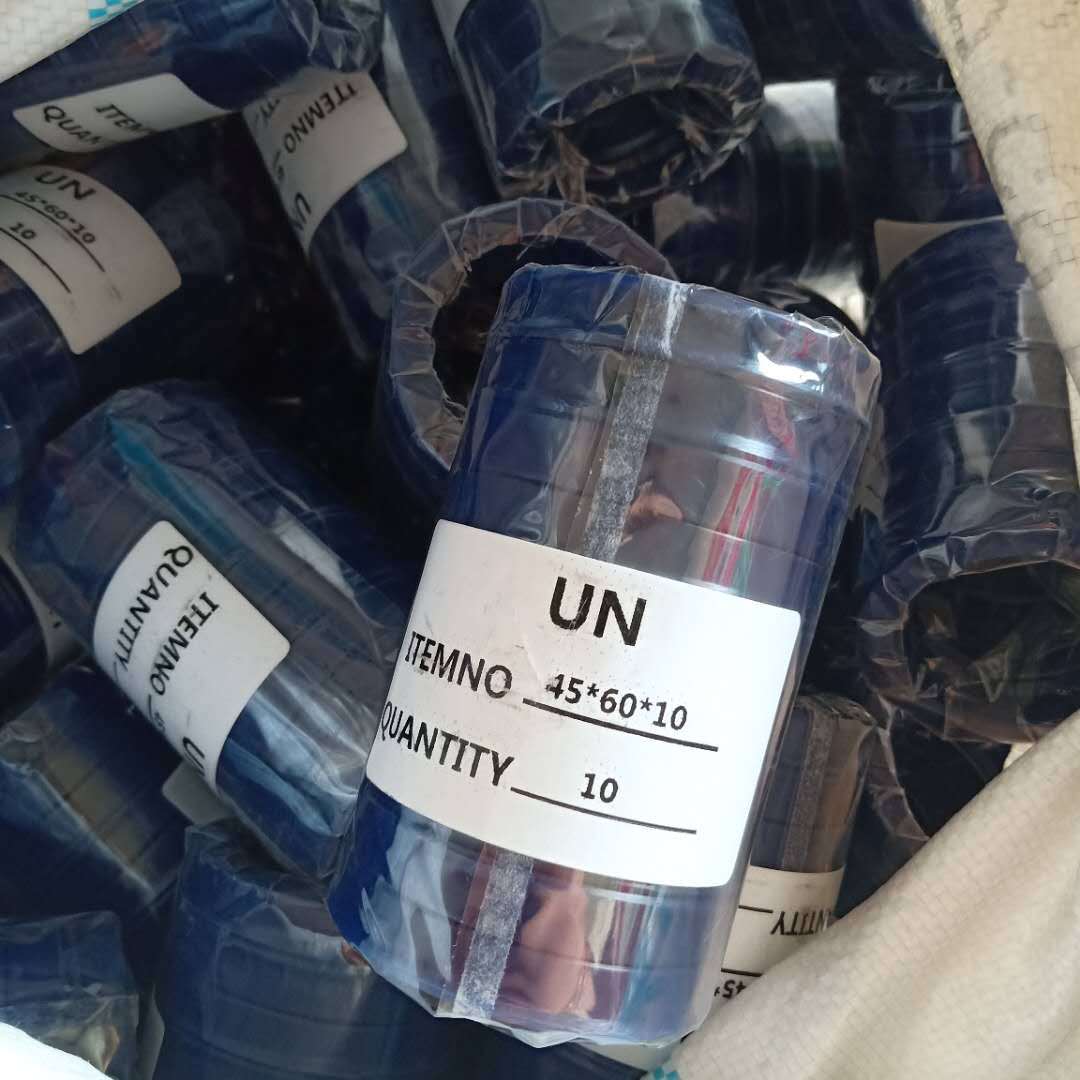 UN
ITEMNO 45*60*10
QUANTITY 10
UN
45*60*10
10
ITEMNO
ITEMNO
QUANTITY